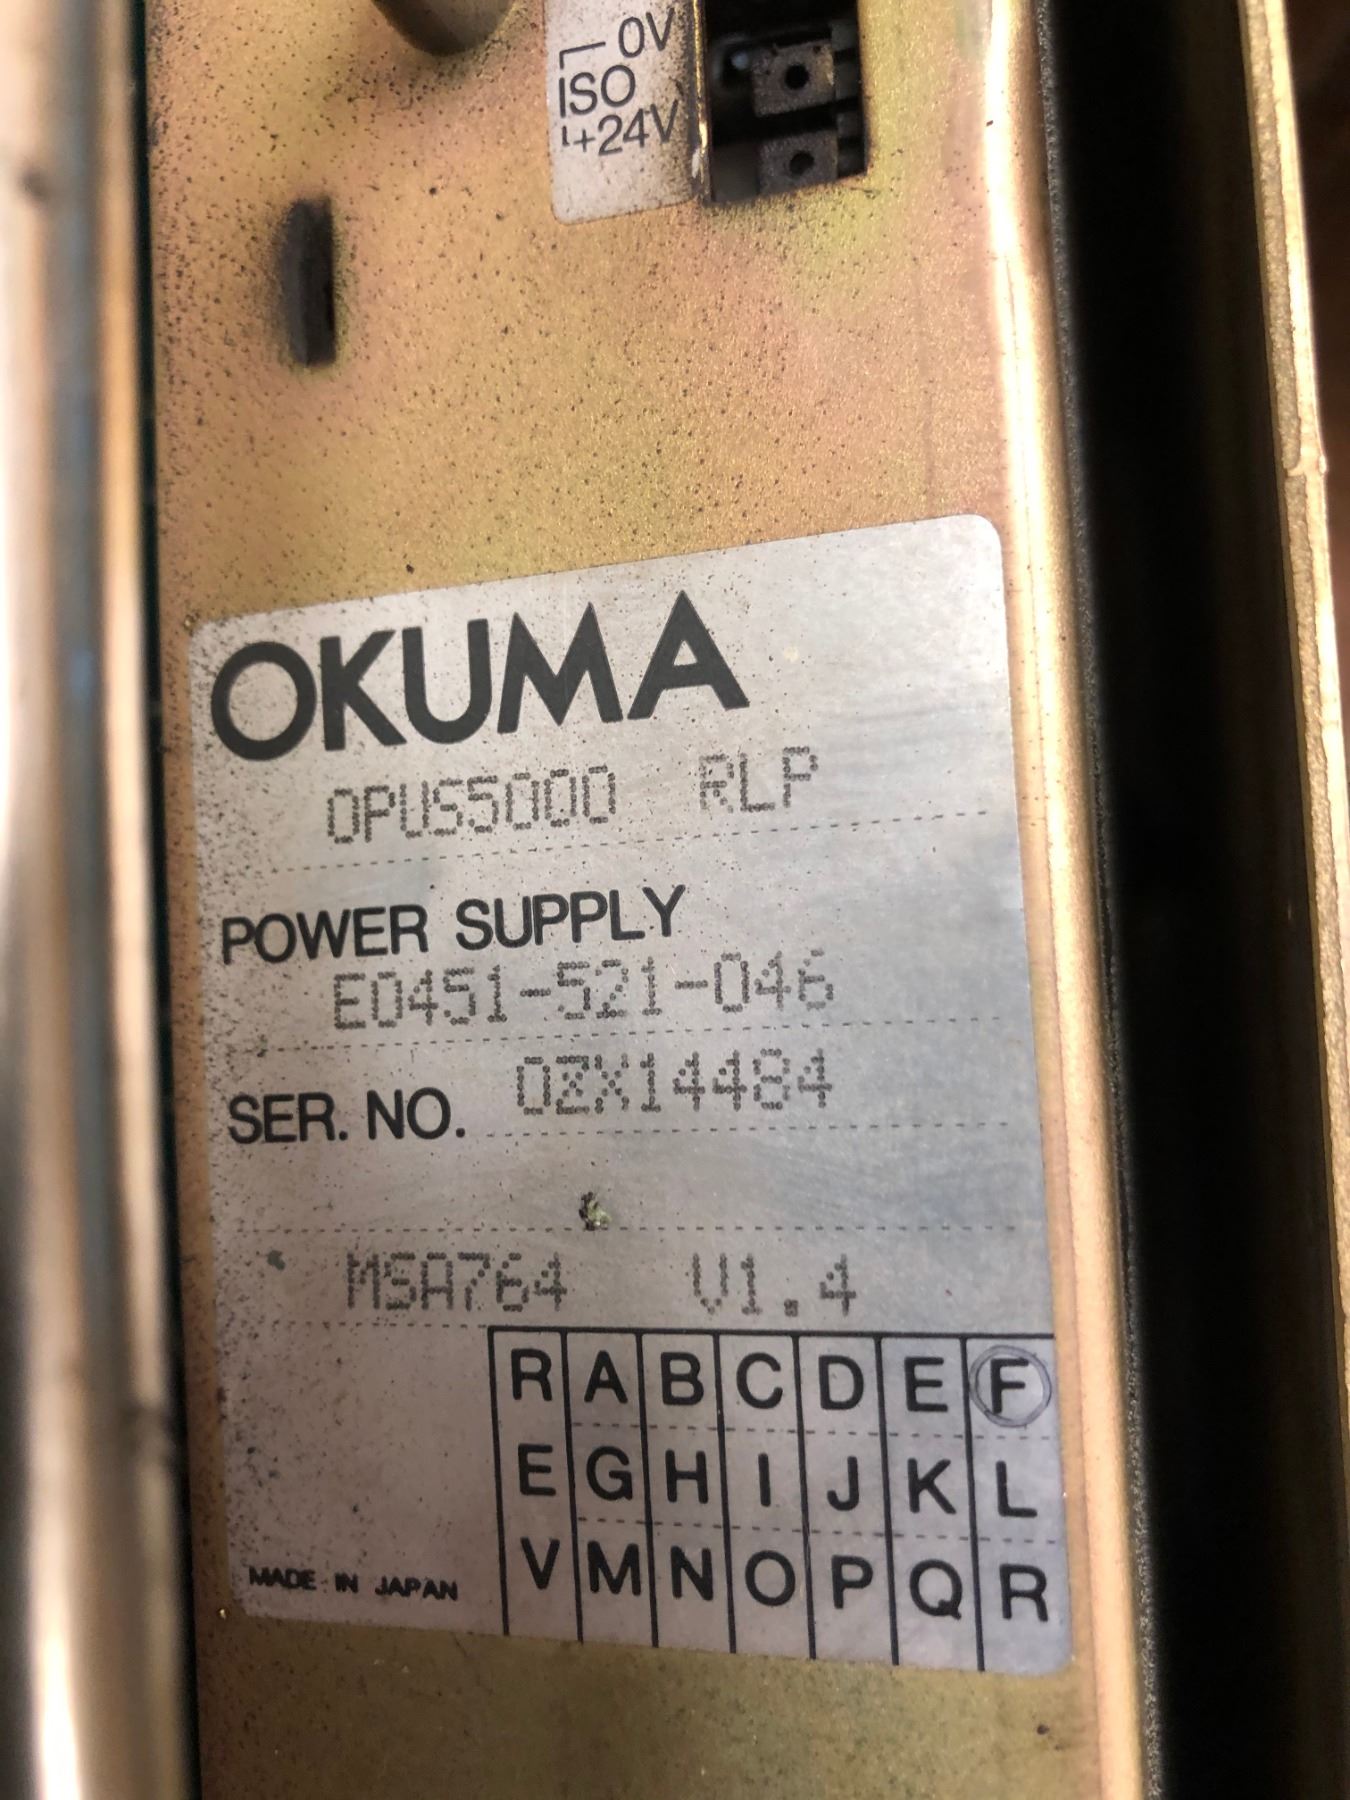 0V
ISO
+24V
OKUMA
OPUS5000 RLP
POWER SUPPLY
E0451-521-046
SER. NO. 0ZX14484
MSA764 V1.4
R A B C D E F
E G H I J K L
V M N O P Q R
MADE IN JAPAN